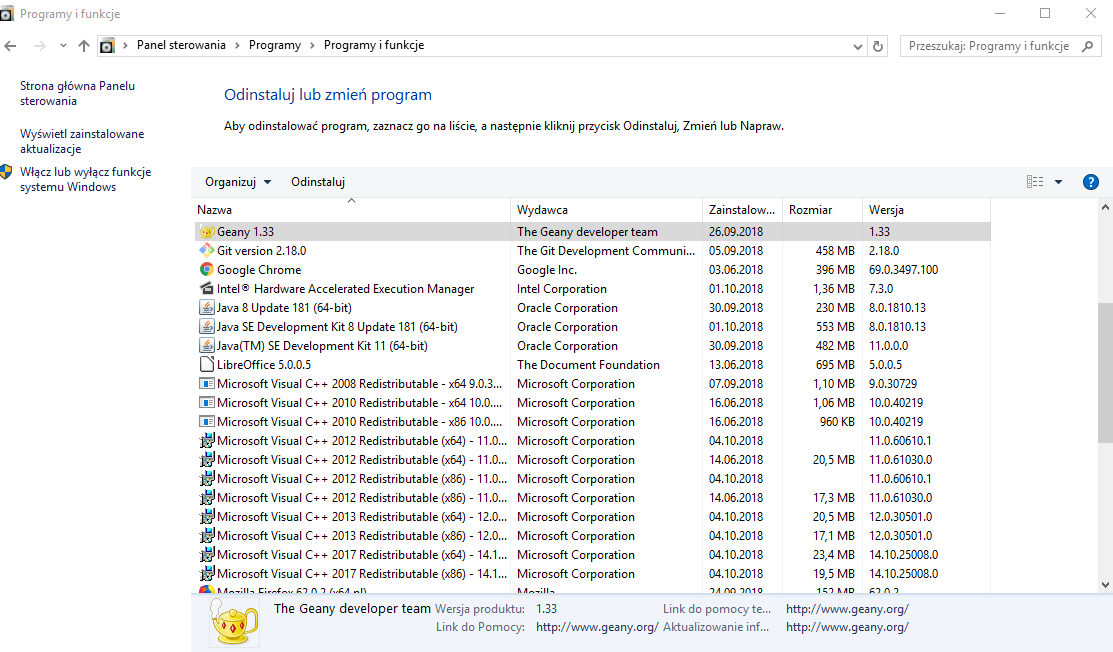 Programy i funkcje
Panel sterowania > Programy > Programy i funkcje
Przeszukaj: Programy i funkcje
Strona główna Panelu
sterowania
Wyświetl zainstalowane
aktualizacje
Włącz lub wyłącz funkcje
systemu Windows
Odinstaluj lub zmień program
Aby odinstalować program, zaznacz go na liście, a następnie kliknij przycisk Odinstaluj, Zmień lub Napraw.
Organizuj Odinstaluj
Nazwa Wydawca Zainstalow... Rozmiar Wersja
Geany 1.33 The Geany developer team 26.09.2018 1.33
Git version 2.18.0 The Git Development Communi... 05.09.2018 458 MB 2.18.0
Google Chrome Google Inc. 03.06.2018 396 MB 69.0.3497.100
Intel® Hardware Accelerated Execution Manager Intel Corporation 01.10.2018 1,36 MB 7.3.0
Java 8 Update 181 (64-bit) Oracle Corporation 30.09.2018 230 MB 8.0.1810.13
Java SE Development Kit 8 Update 181 (64-bit) Oracle Corporation 01.10.2018 553 MB 8.0.1810.13
Java(TM) SE Development Kit 11 (64-bit) Oracle Corporation 30.09.2018 482 MB 11.0.0.0
LibreOffice 5.0.0.5 The Document Foundation 13.06.2018 695 MB 5.0.0.5
Microsoft Visual C++ 2008 Redistributable - x64 9.0.3... Microsoft Corporation 07.09.2018 1,10 MB 9.0.30729
Microsoft Visual C++ 2010 Redistributable - x64 10.0.... Microsoft Corporation 16.06.2018 1,06 MB 10.0.40219
Microsoft Visual C++ 2010 Redistributable - x86 10.0.... Microsoft Corporation 16.06.2018 960 KB 10.0.40219
Microsoft Visual C++ 2012 Redistributable (x64) - 11.0... Microsoft Corporation 04.10.2018 11.0.60610.1
Microsoft Visual C++ 2012 Redistributable (x64) - 11.0... Microsoft Corporation 14.06.2018 20,5 MB 11.0.61030.0
Microsoft Visual C++ 2012 Redistributable (x86) - 11.0... Microsoft Corporation 04.10.2018 11.0.60610.1
Microsoft Visual C++ 2012 Redistributable (x86) - 11.0... Microsoft Corporation 14.06.2018 17,3 MB 11.0.61030.0
Microsoft Visual C++ 2013 Redistributable (x64) - 12.0... Microsoft Corporation 04.10.2018 20,5 MB 12.0.30501.0
Microsoft Visual C++ 2013 Redistributable (x86) - 12.0... Microsoft Corporation 04.10.2018 17,1 MB 12.0.30501.0
Microsoft Visual C++ 2017 Redistributable (x64) - 14.1... Microsoft Corporation 04.10.2018 23,4 MB 14.10.25008.0
Microsoft Visual C++ 2017 Redistributable (x86) - 14.1... Microsoft Corporation 04.10.2018 19,5 MB 14.10.25008.0
Mozilla Firefox 62.0.2 (x64 pl) Mozilla 24.09.2018 152 MB 62.0.2
The Geany developer team Wersja produktu: 1.33 Link do pomocy te... http://www.geany.org/
Link do Pomocy: http://www.geany.org/ Aktualizowanie inf... http://www.geany.org/